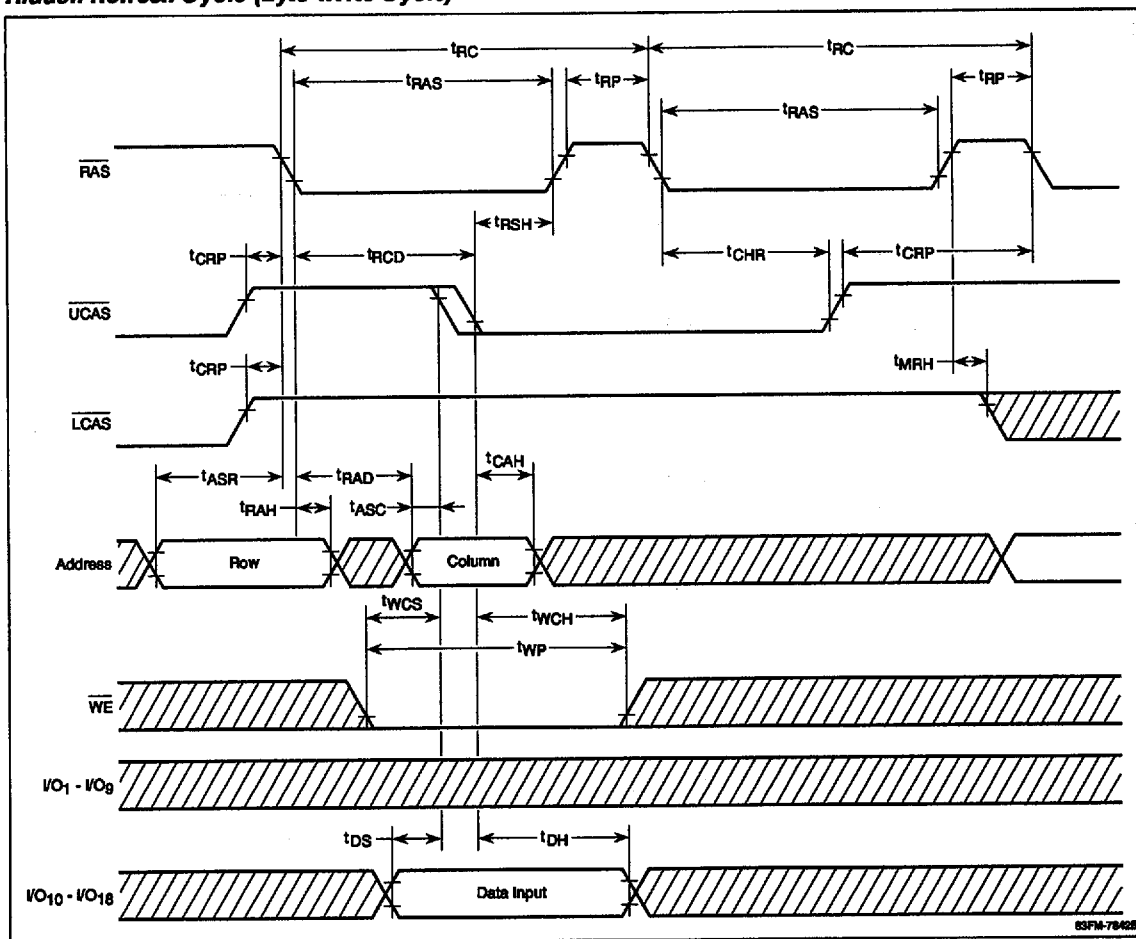 Hidden Refresh Cycle (Byte Write Cycle)
tRC tRC
tRAS tRP tRP
tRAS
RAS
tRSH
tCRP tRCD tCHR tCRP
UCAS
tCRP tMRH
LCAS
tCAH
tASR tRAD
tRAH tASC
Address Row Column
tWCS tWCH
tWP
WE
I/O1 - I/O9
tDS tDH
I/O10 - I/O18 Data Input